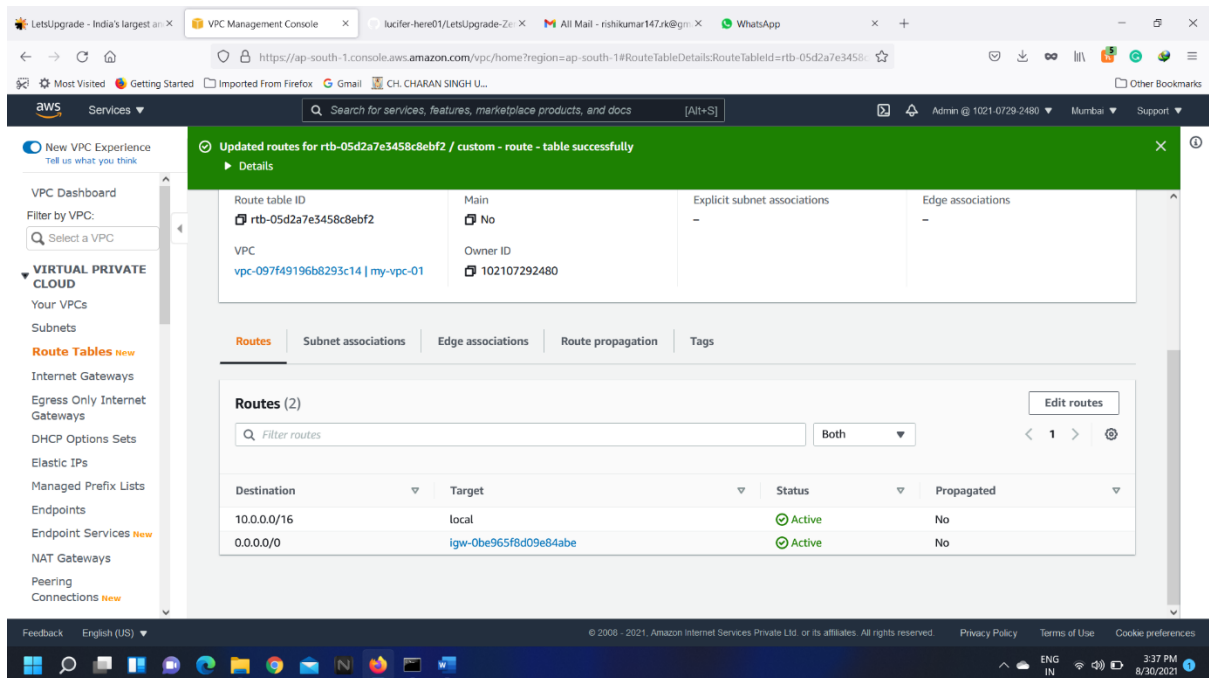 LetsUpgrade - India's largest an
VPC Management Console
lucifer-here01/LetsUpgrade-Zer
All Mail - rishikumar147.rk@gm
WhatsApp
https://ap-south-1.console.aws.amazon.com/vpc/home?region=ap-south-1#RouteTableDetails:RouteTableId=rtb-05d2a7e3458c
5
Most Visited
Getting Started
Imported From Firefox
Gmail
CH. CHARAN SINGH U...
Other Bookmarks
aws
Services ▼
Search for services, features, marketplace products, and docs
[Alt+S]
Admin @ 1021-0729-2480 ▼
Mumbai ▼
Support ▼
New VPC Experience
Tell us what you think
VPC Dashboard
Filter by VPC:
Select a VPC
VIRTUAL PRIVATE
CLOUD
Your VPCs
Subnets
Route Tables New
Internet Gateways
Egress Only Internet
Gateways
DHCP Options Sets
Elastic IPs
Managed Prefix Lists
Endpoints
Endpoint Services New
NAT Gateways
Peering
Connections New
Updated routes for rtb-05d2a7e3458c8ebf2 / custom - route - table successfully
Details
Route table ID
rtb-05d2a7e3458c8ebf2
Main
No
Explicit subnet associations
–
Edge associations
–
VPC
vpc-097f49196b8293c14 | my-vpc-01
Owner ID
102107292480
Routes
Subnet associations
Edge associations
Route propagation
Tags
Routes (2)
Edit routes
Filter routes
Both
1
Destination
Target
Status
Propagated
10.0.0.0/16
local
Active
No
0.0.0.0/0
igw-0be965f8d09e84abe
Active
No
Feedback
English (US) ▼
© 2008 - 2021, Amazon Internet Services Private Ltd. or its affiliates. All rights reserved.
Privacy Policy
Terms of Use
Cookie preferences
ENG
IN
3:37 PM
8/30/2021
1